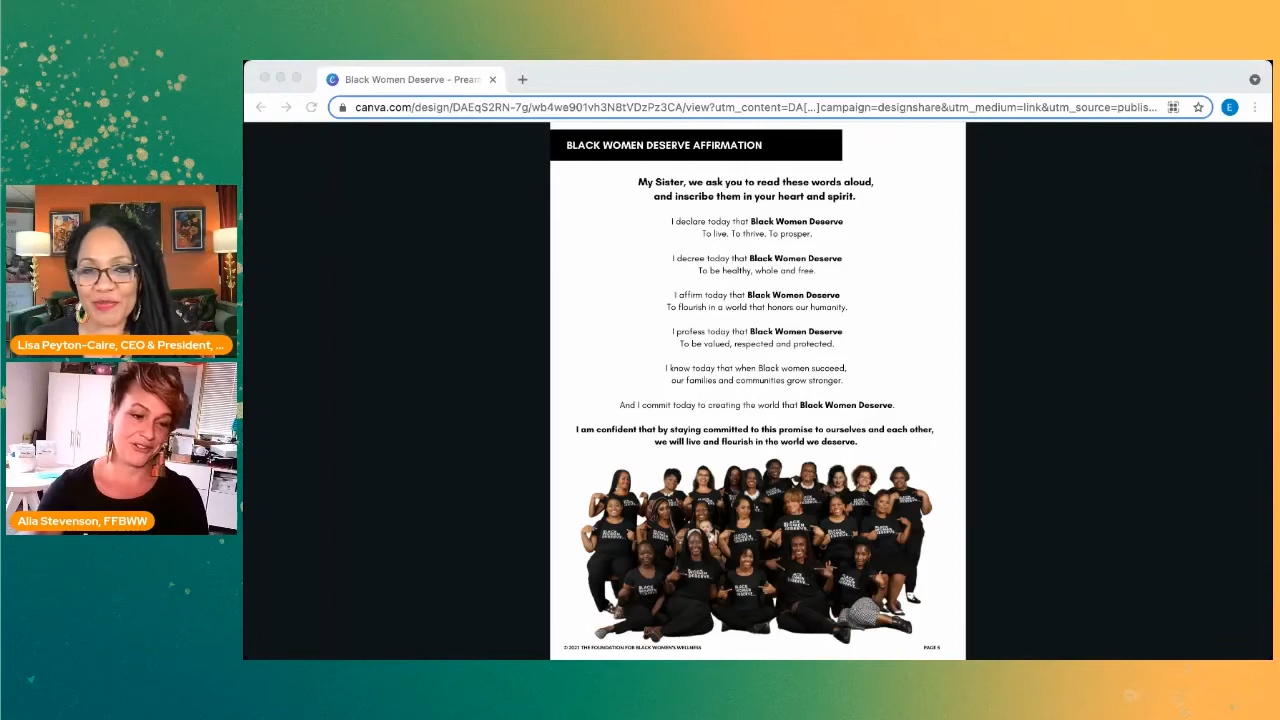 Black Women Deserve - Pream
canva.com/design/DAEqS2RN-7g/wb4we901vh3N8tVDzPz3CA/view?utm_content=DA[...]campaign=designshare&utm_medium=link&utm_source=publis...
E
BLACK WOMEN DESERVE AFFIRMATION
My Sister, we ask you to read these words aloud,
and inscribe them in your heart and spirit.
I declare today that Black Women Deserve
To live. To thrive. To prosper.
I decree today that Black Women Deserve
To be healthy, whole and free.
I affirm today that Black Women Deserve
To flourish in a world that honors our humanity.
I profess today that Black Women Deserve
To be valued, respected and protected.
I know today that when Black women succeed,
our families and communities grow stronger.
And I commit today to creating the world that Black Women Deserve.
I am confident that by staying committed to this promise to ourselves and each other,
we will live and flourish in the world we deserve.
© 2021 THE FOUNDATION FOR BLACK WOMEN'S WELLNESS
PAGE 5
Lisa Peyton-Caire, CEO & President, ...
Alia Stevenson, FFBWW